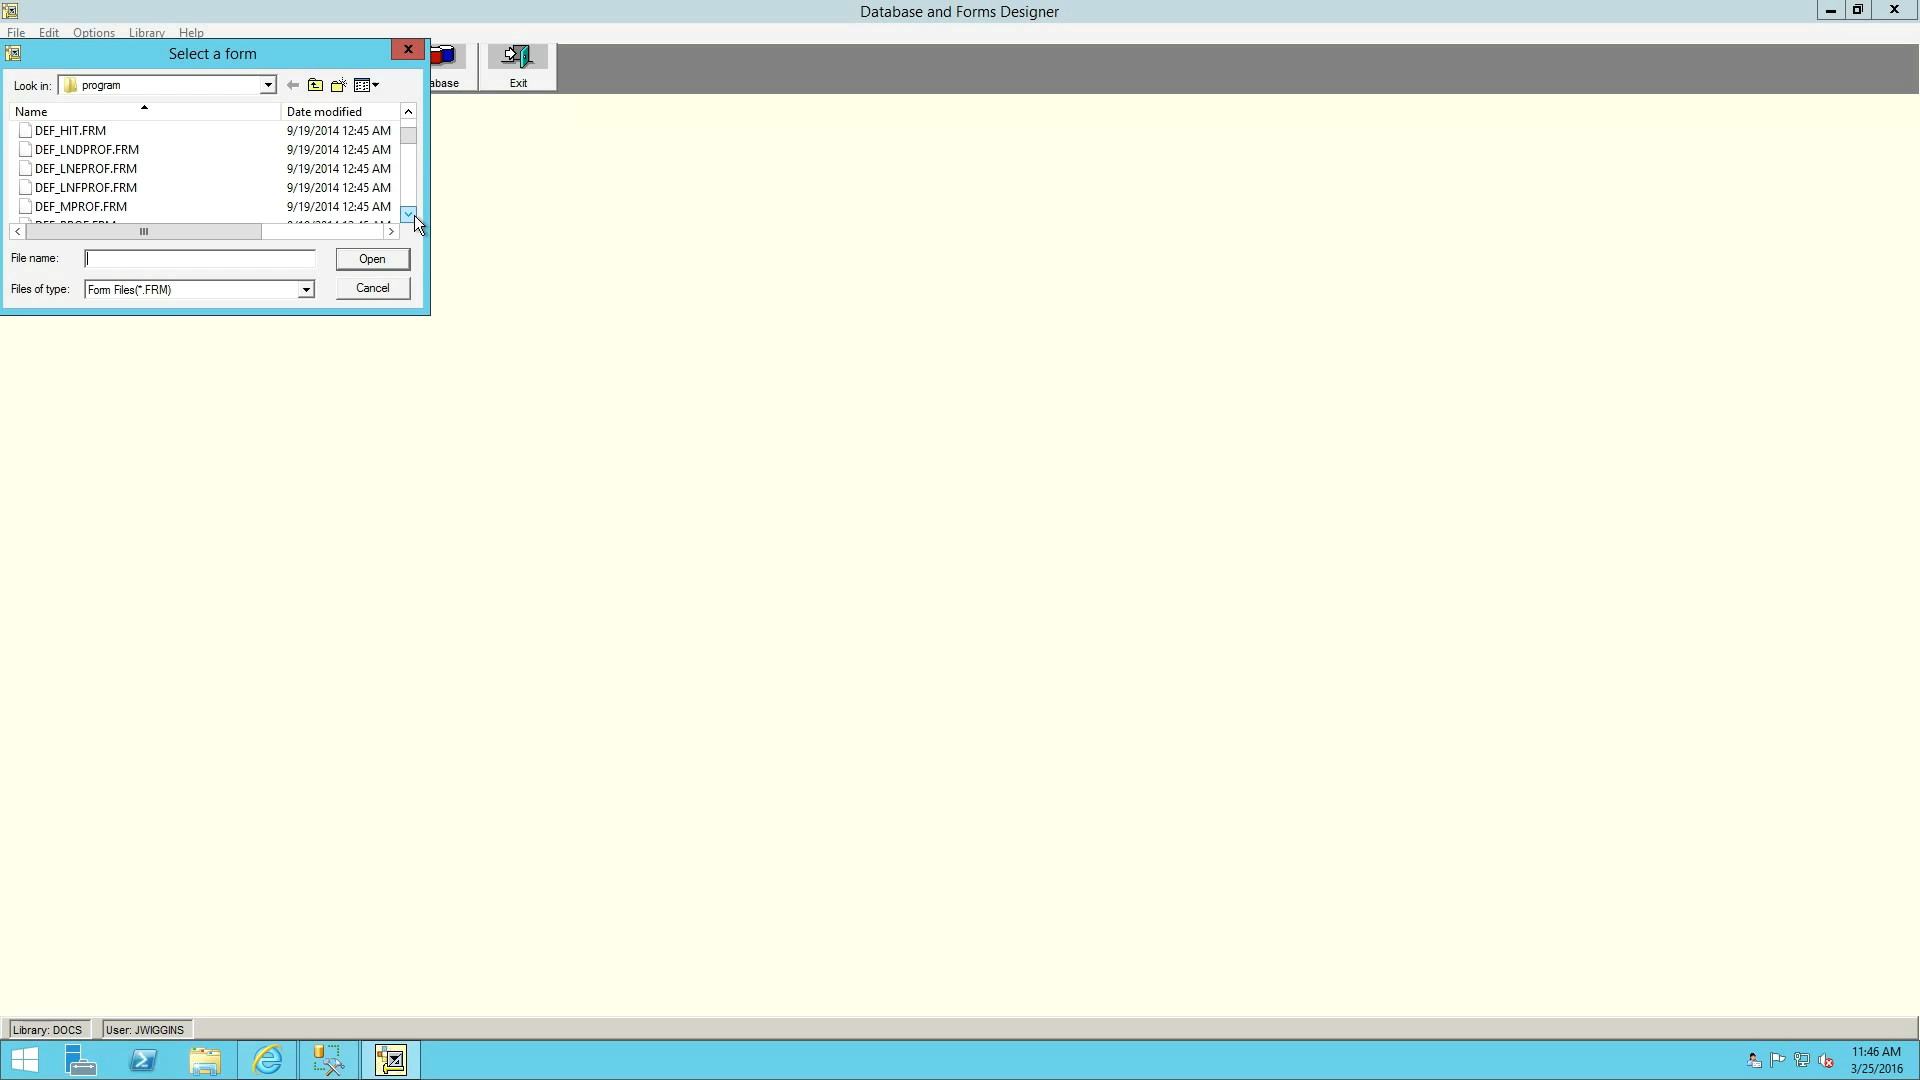 Database and Forms Designer
File Edit Options Library Help
Select a form
Look in: program
abase
Exit
Name Date modified
DEF_HIT.FRM 9/19/2014 12:45 AM
DEF_LNDPROF.FRM 9/19/2014 12:45 AM
DEF_LNEPROF.FRM 9/19/2014 12:45 AM
DEF_LNFPROF.FRM 9/19/2014 12:45 AM
DEF_MPROF.FRM 9/19/2014 12:45 AM
File name: Open
Files of type: Form Files(*.FRM) Cancel
Library: DOCS User: JWIGGINS
11:46 AM
3/25/2016